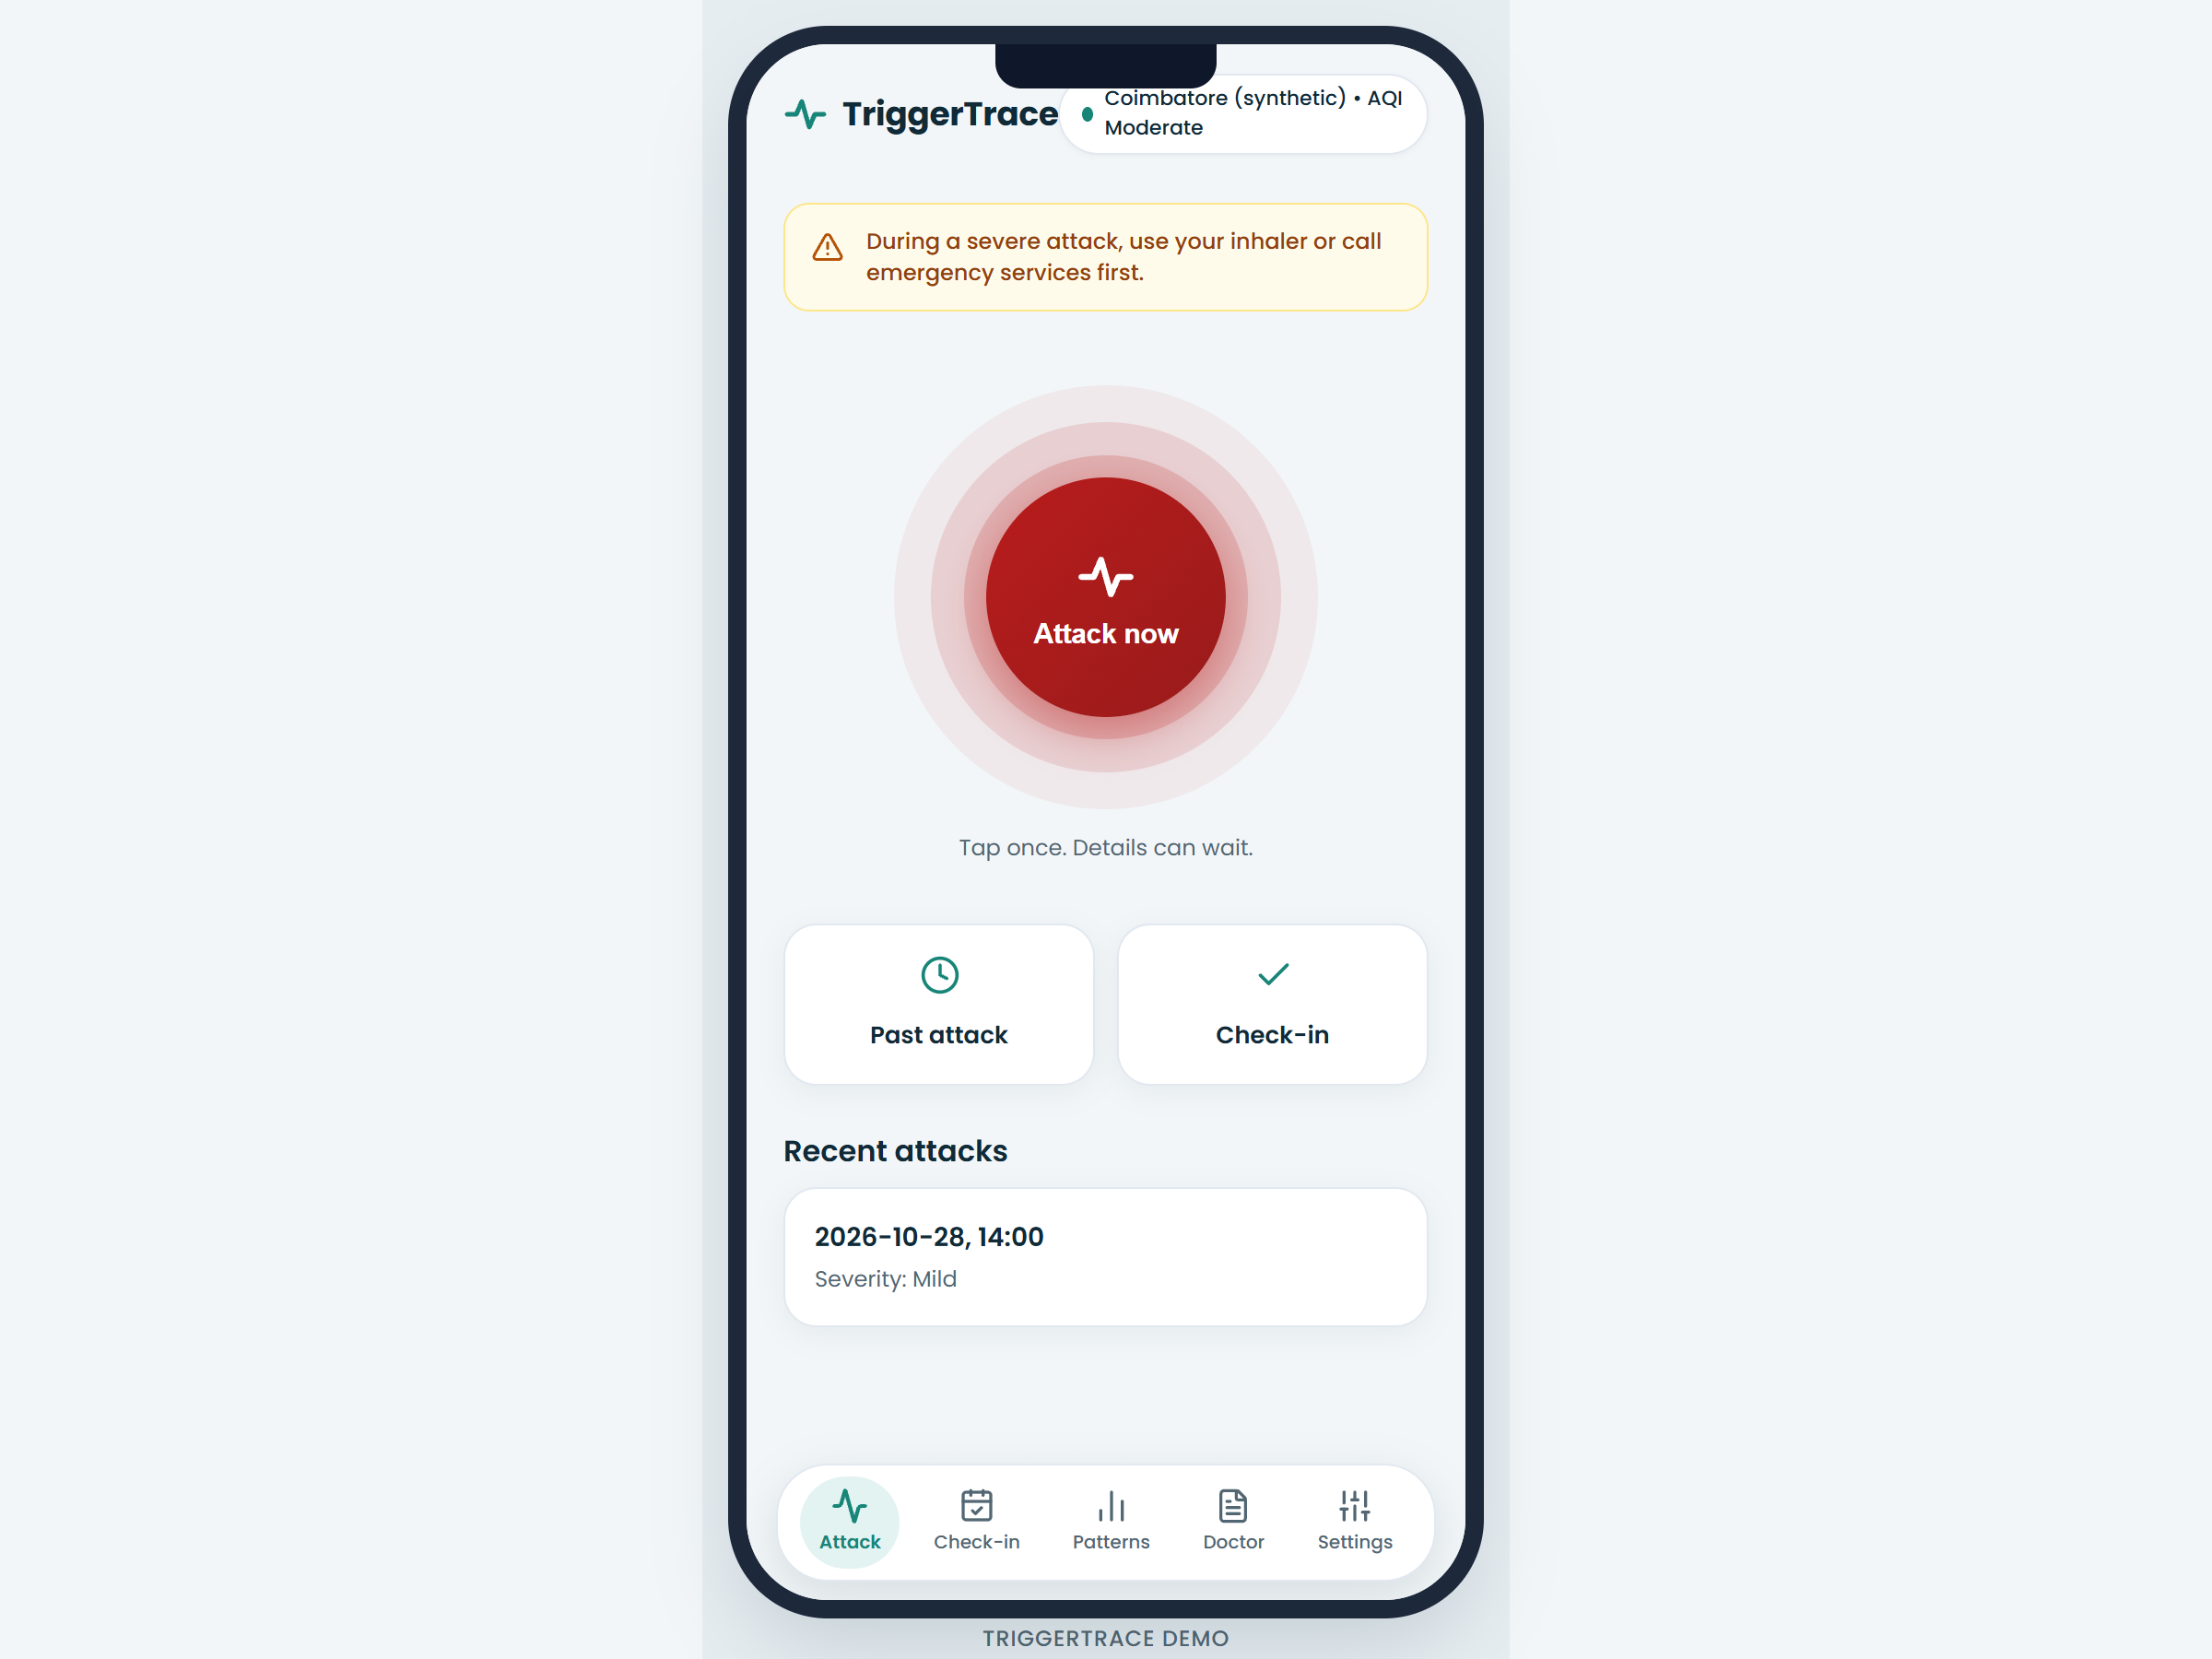 TriggerTrace
Coimbatore (synthetic) • AQI
Moderate
During a severe attack, use your inhaler or call
emergency services first.
Attack now
Tap once. Details can wait.
Past attack
Check-in
Recent attacks
2026-10-28, 14:00
Severity: Mild
Attack
Check-in
Patterns
Doctor
Settings
TRIGGERTRACE DEMO